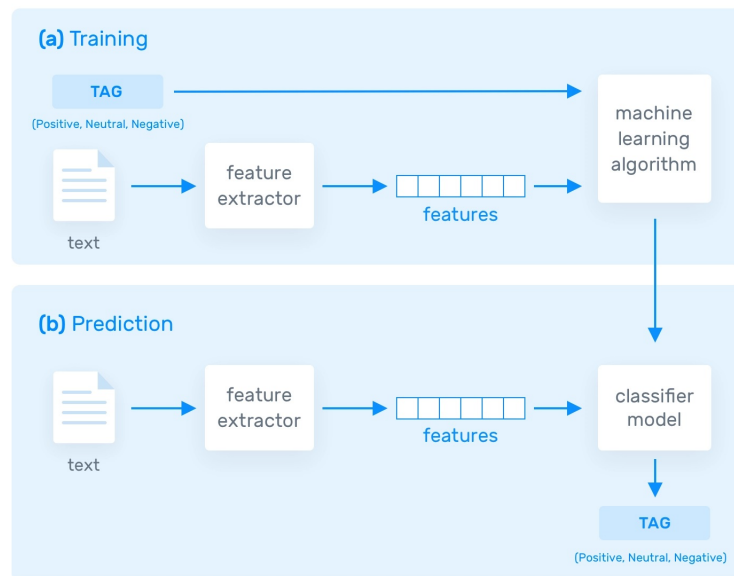 (a) Training
TAG
(Positive, Neutral, Negative)
machine
learning
algorithm
feature
extractor
features
text
(b) Prediction
feature
extractor
features
classifier
model
text
TAG
(Positive, Neutral, Negative)